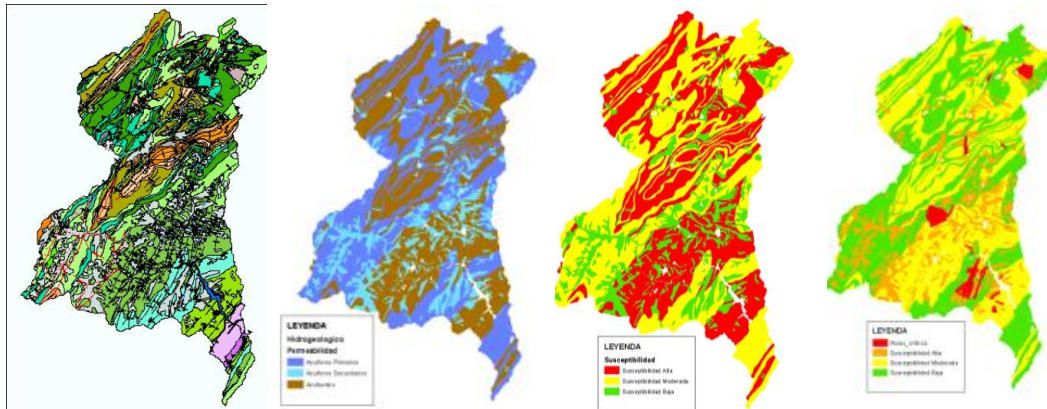 LEYENDA
Hidrogeologico
Permeabilidad
Acuiferos Primarios
Acuiferos Secundarios
LEYENDA
Susceptibilidad
Susceptibilidad Alta
Susceptibilidad Moderada
Susceptibilidad Baja
LEYENDA
Susceptibilidad Alta
Susceptibilidad Moderada
Susceptibilidad Baja